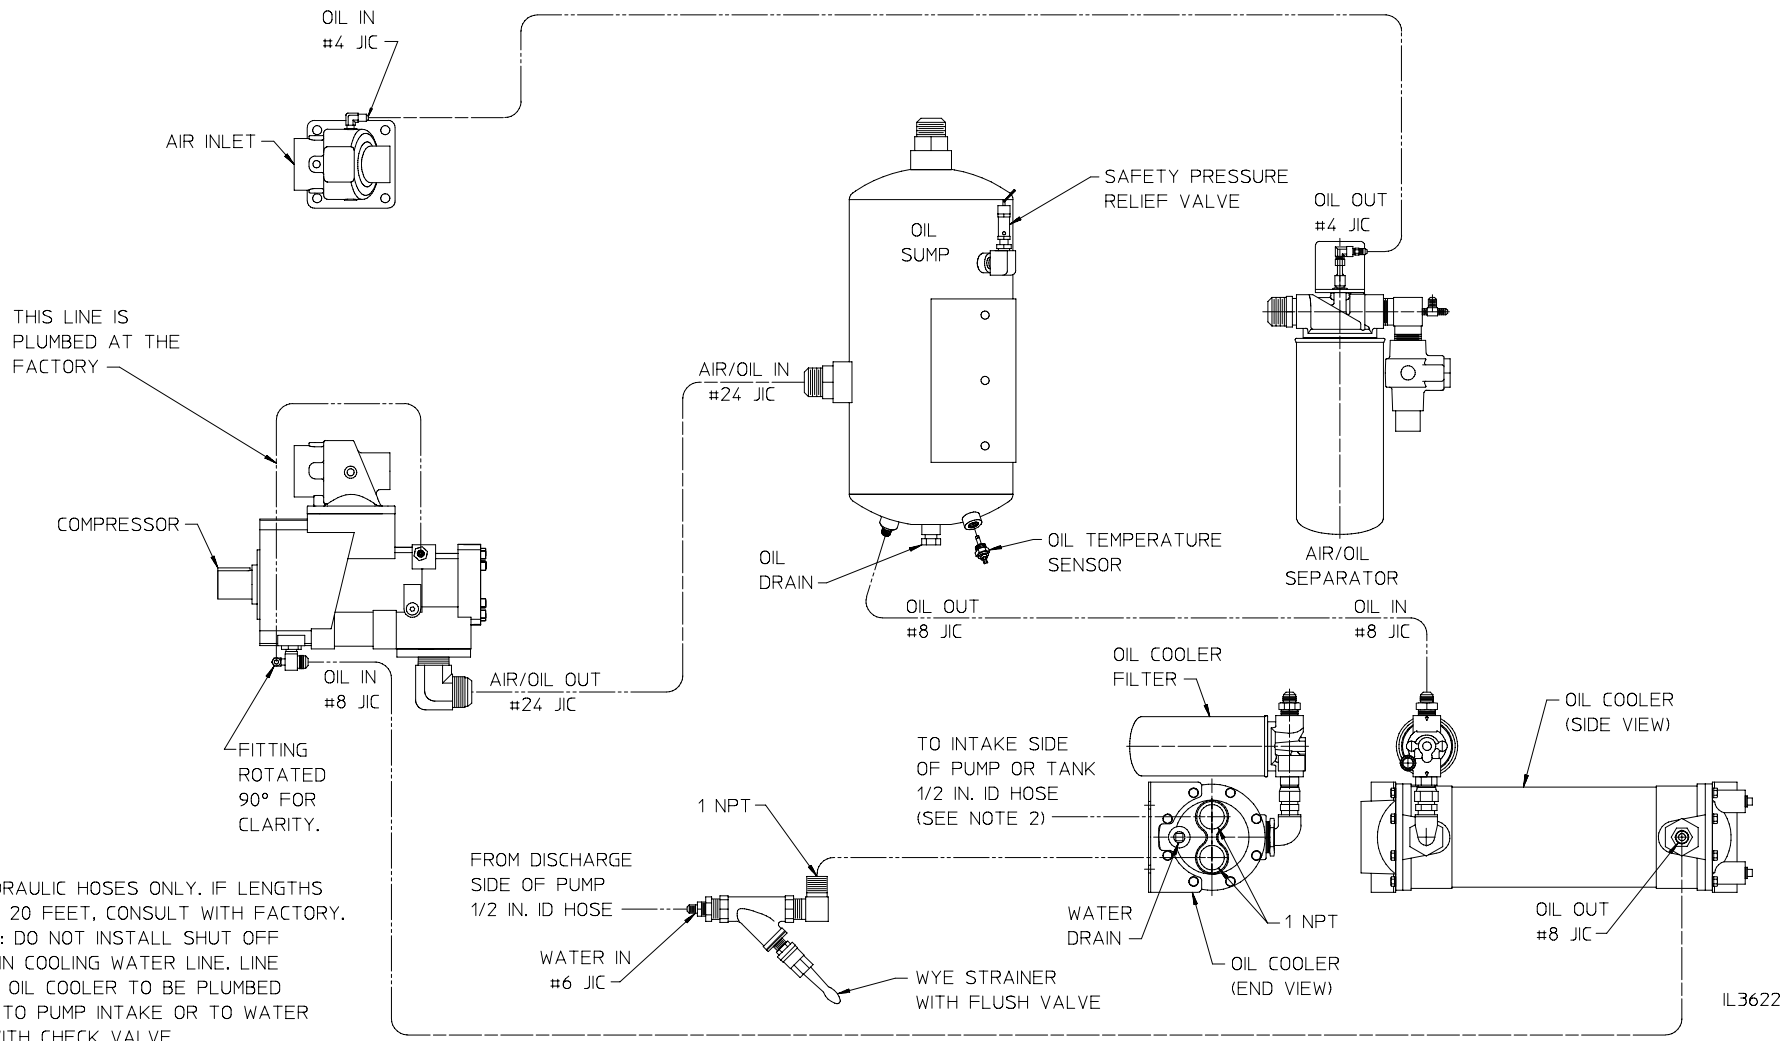 OIL IN
#4 JIC
AIR INLET
SAFETY PRESSURE
RELIEF VALVE
OIL
SUMP
OIL OUT
#4 JIC
THIS LINE IS
PLUMBED AT THE
FACTORY
AIR/OIL IN
#24 JIC
COMPRESSOR
OIL
DRAIN
OIL TEMPERATURE
SENSOR
AIR/OIL
SEPARATOR
OIL OUT
#8 JIC
OIL IN
#8 JIC
OIL IN
#8 JIC
AIR/OIL OUT
#24 JIC
OIL COOLER
FILTER
OIL COOLER
(SIDE VIEW)
FITTING
ROTATED
90° FOR
CLARITY.
TO INTAKE SIDE
OF PUMP OR TANK
1/2 IN. ID HOSE
(SEE NOTE 2)
1 NPT
FROM DISCHARGE
SIDE OF PUMP
1/2 IN. ID HOSE
WATER IN
#6 JIC
WATER
DRAIN
1 NPT
OIL COOLER
(END VIEW)
WYE STRAINER
WITH FLUSH VALVE
OIL OUT
#8 JIC
HOSES ONLY. IF LENGTHS
20 FEET, CONSULT WITH FACTORY.
: DO NOT INSTALL SHUT OFF
IN COOLING WATER LINE. LINE
OIL COOLER TO BE PLUMBED
TO PUMP INTAKE OR TO WATER
CHECK VALVE
IL3622